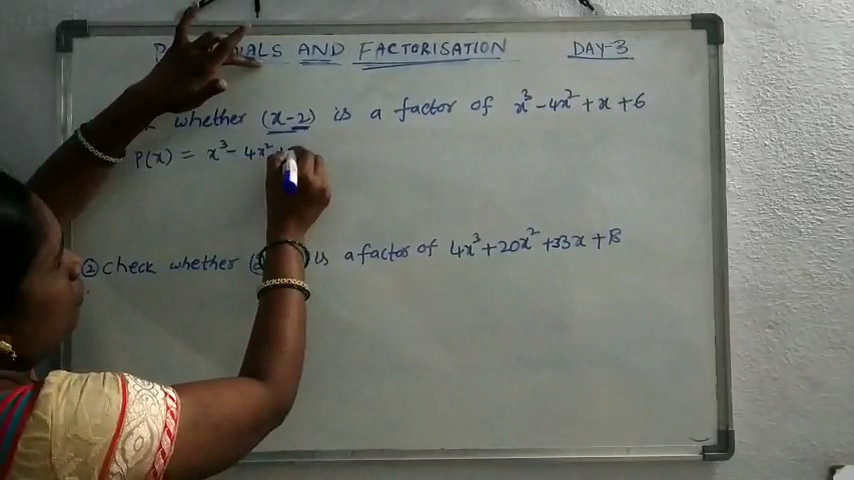 AND FACTORISATION DAY-3
whether (x-2) is a factor of x³-4x²+x+6
P(x) = x³-4x²+
② Check whether ( is a factor of 4x³+20x²+33x+18